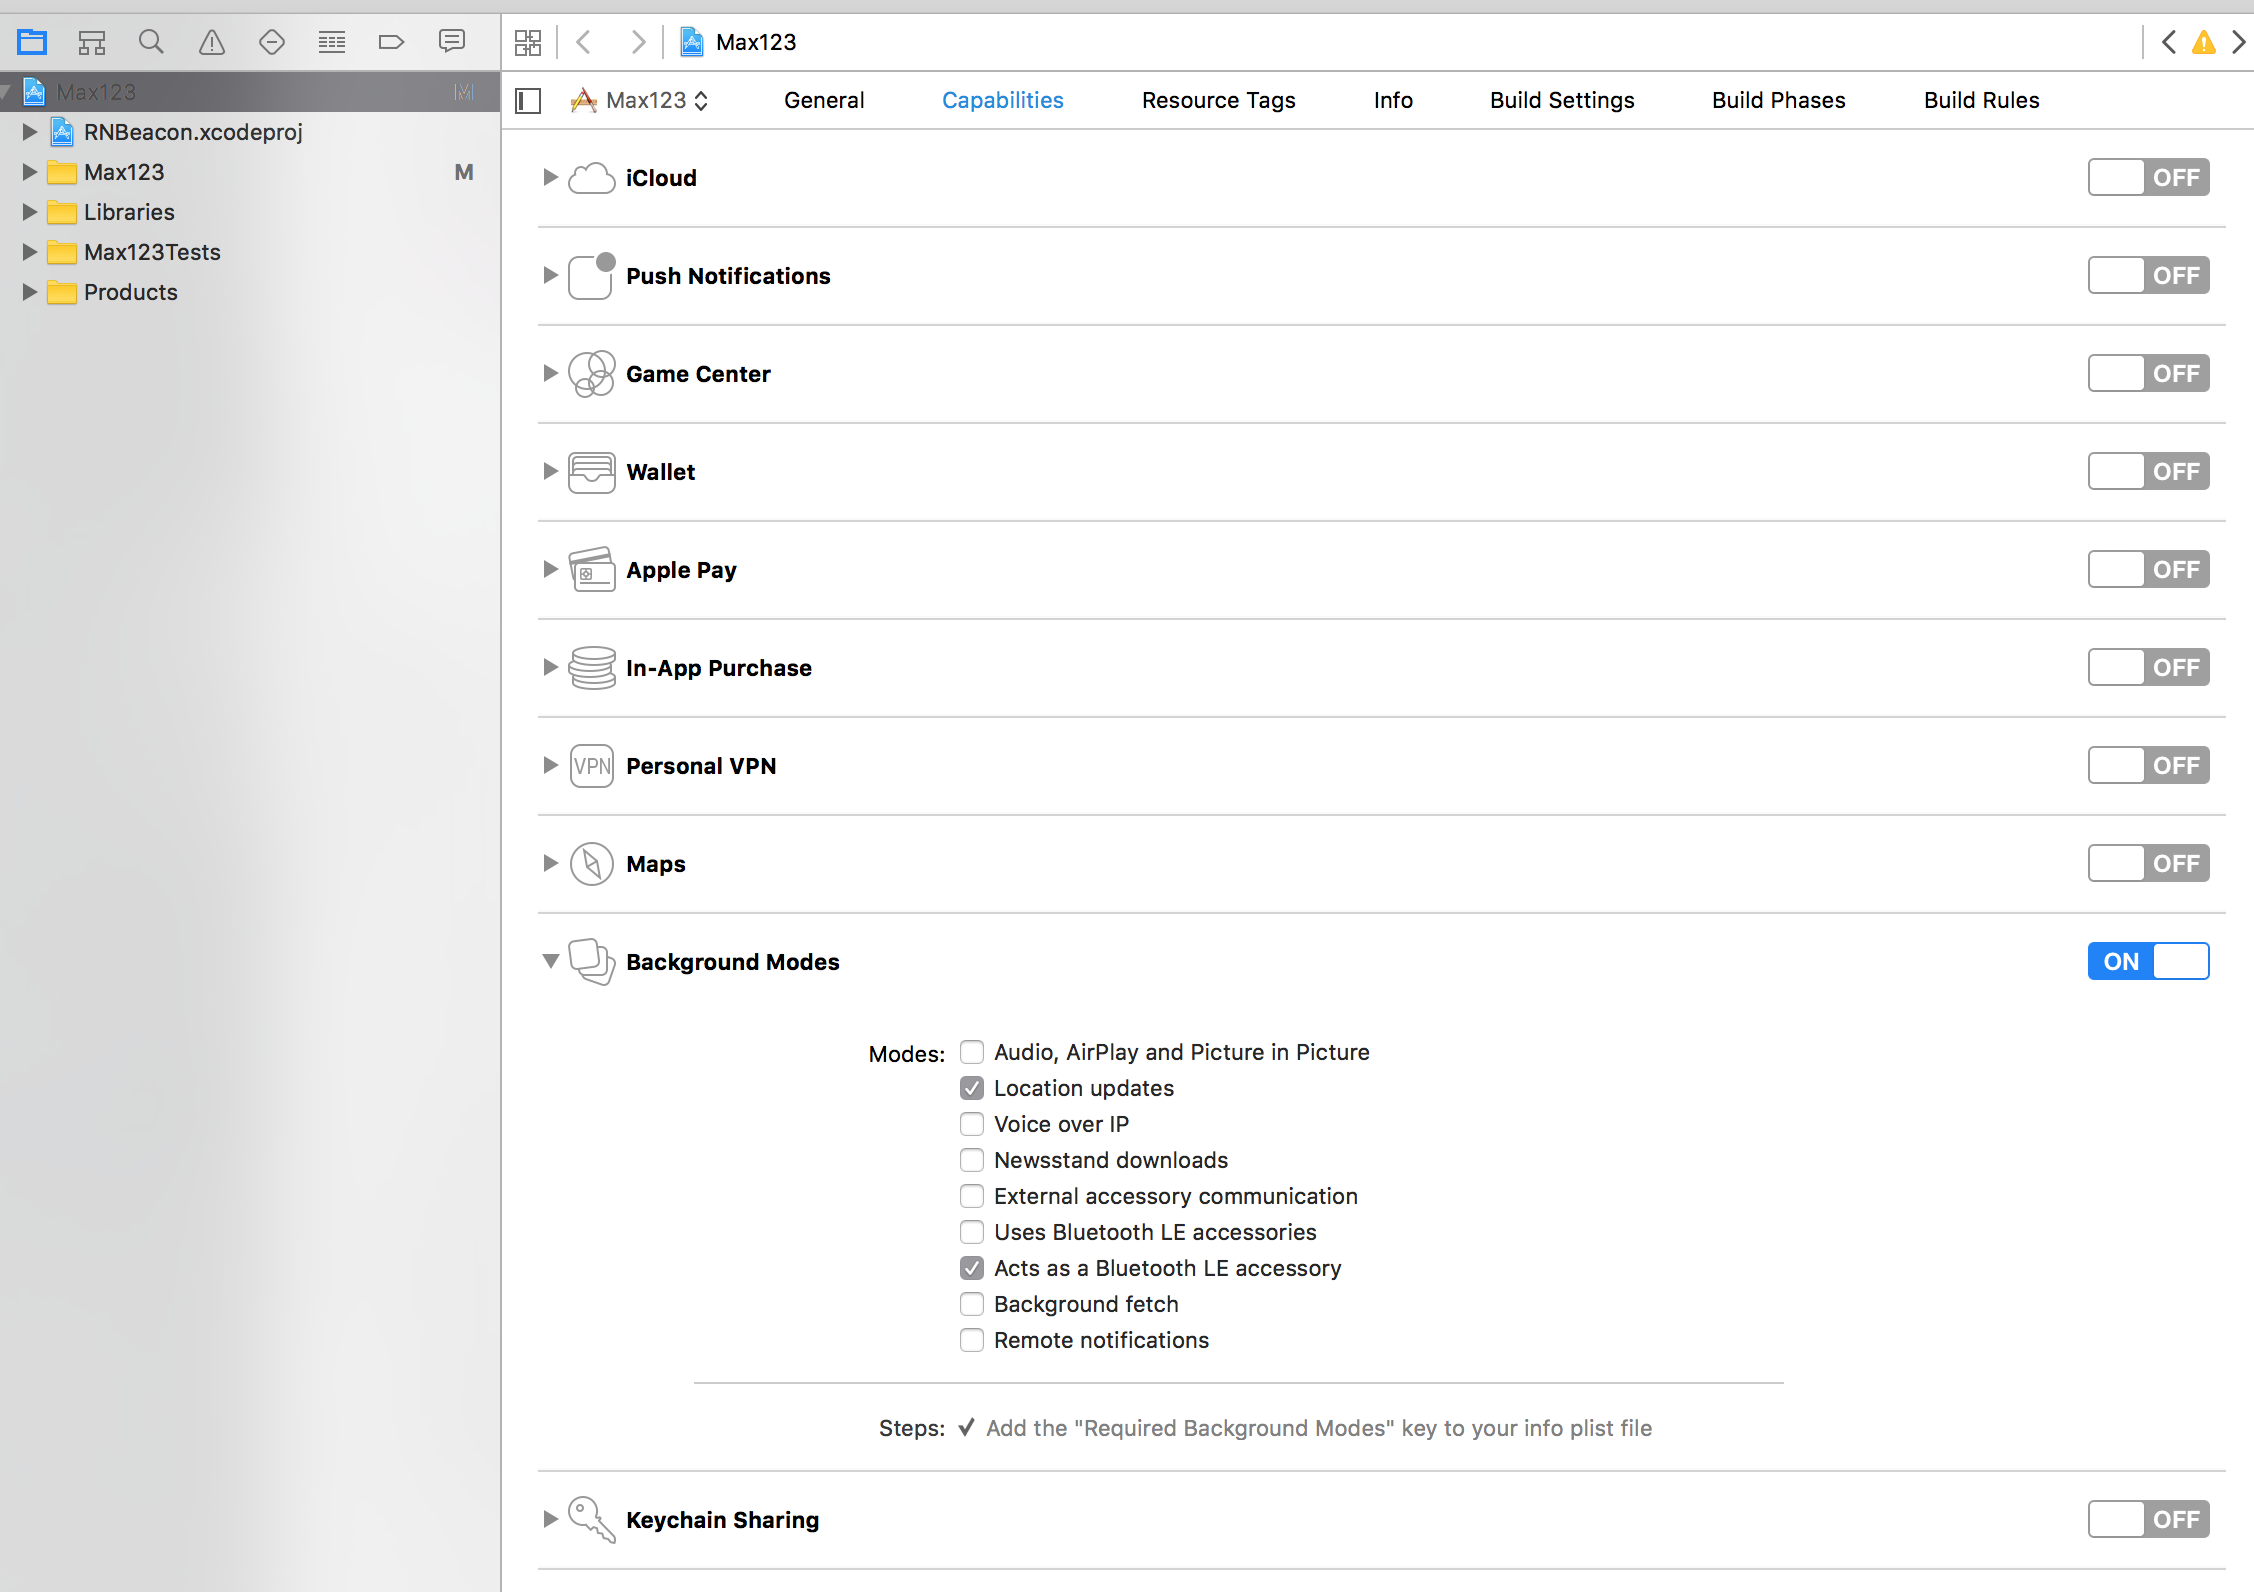 Max123
Max123 M
RNBeacon.xcodeproj
Max123 M
Libraries
Max123Tests
Products
Max123 General Capabilities Resource Tags Info Build Settings Build Phases Build Rules
iCloud OFF
Push Notifications OFF
Game Center OFF
Wallet OFF
Apple Pay OFF
In-App Purchase OFF
VPN Personal VPN OFF
Maps OFF
Background Modes ON
Modes: Audio, AirPlay and Picture in Picture
Location updates
Voice over IP
Newsstand downloads
External accessory communication
Uses Bluetooth LE accessories
Acts as a Bluetooth LE accessory
Background fetch
Remote notifications
Steps: ✓ Add the "Required Background Modes" key to your info plist file
Keychain Sharing OFF